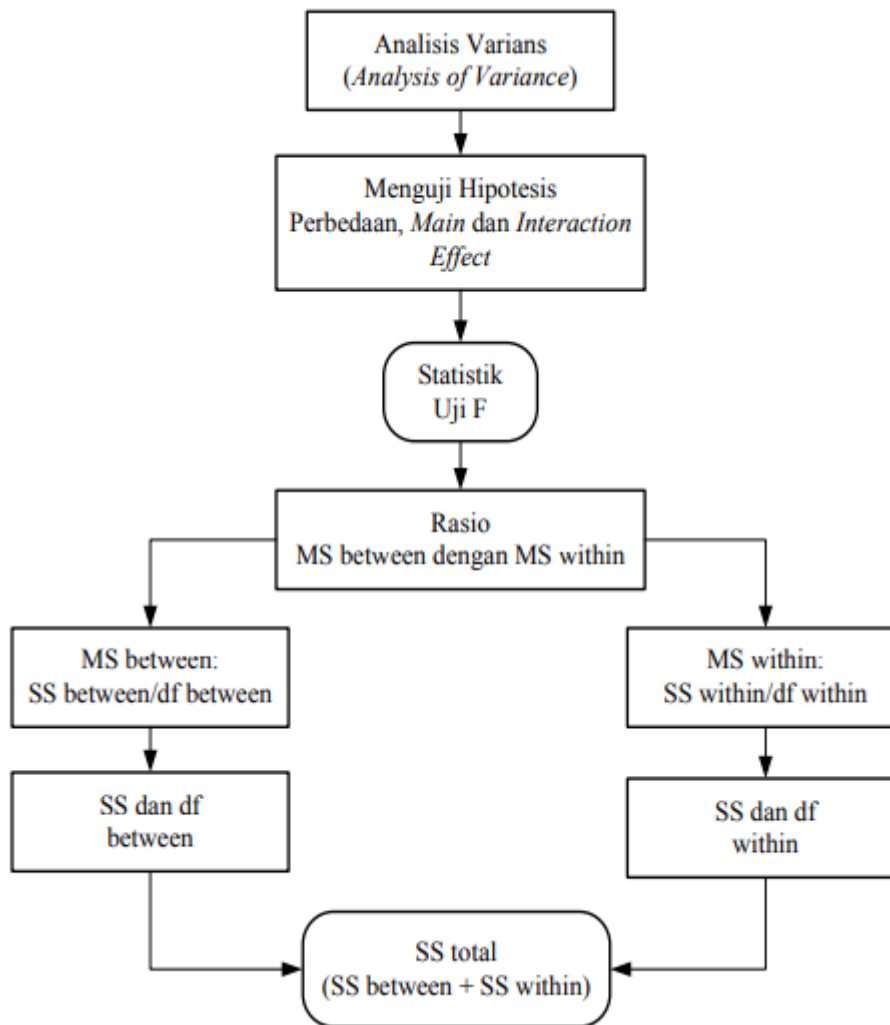 Analisis Varians
(Analysis of Variance)
Menguji Hipotesis
Perbedaan, Main dan Interaction
Effect
Statistik
Uji F
Rasio
MS between dengan MS within
MS between:
SS between/df between
MS within:
SS within/df within
SS dan df
between
SS dan df
within
SS total
(SS between + SS within)